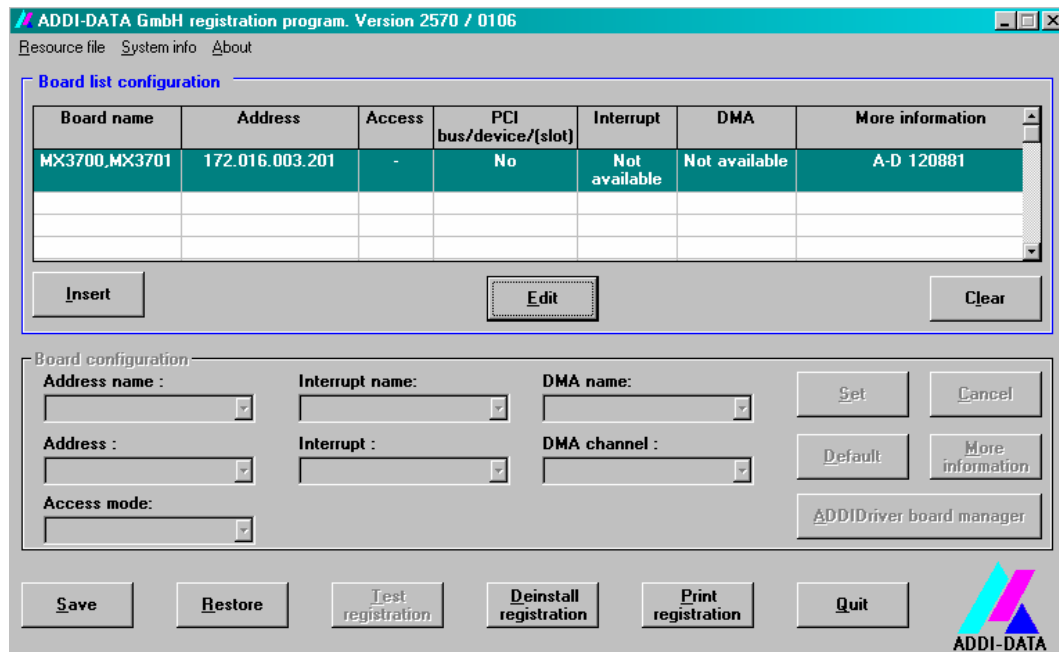 ADDI-DATA GmbH registration program. Version 2570 / 0106
Resource file System info About
Board list configuration
Board name Address Access PCI bus/device/(slot) Interrupt DMA More information
MX3700,MX3701 172.016.003.201 - No Not available Not available A-D 120881
Insert Edit Clear
Board configuration
Address name : Interrupt name: DMA name:
Set Cancel
Address : Interrupt : DMA channel :
Default More information
Access mode:
ADDIDriver board manager
Save Restore Test registration Deinstall registration Print registration Quit
ADDI-DATA